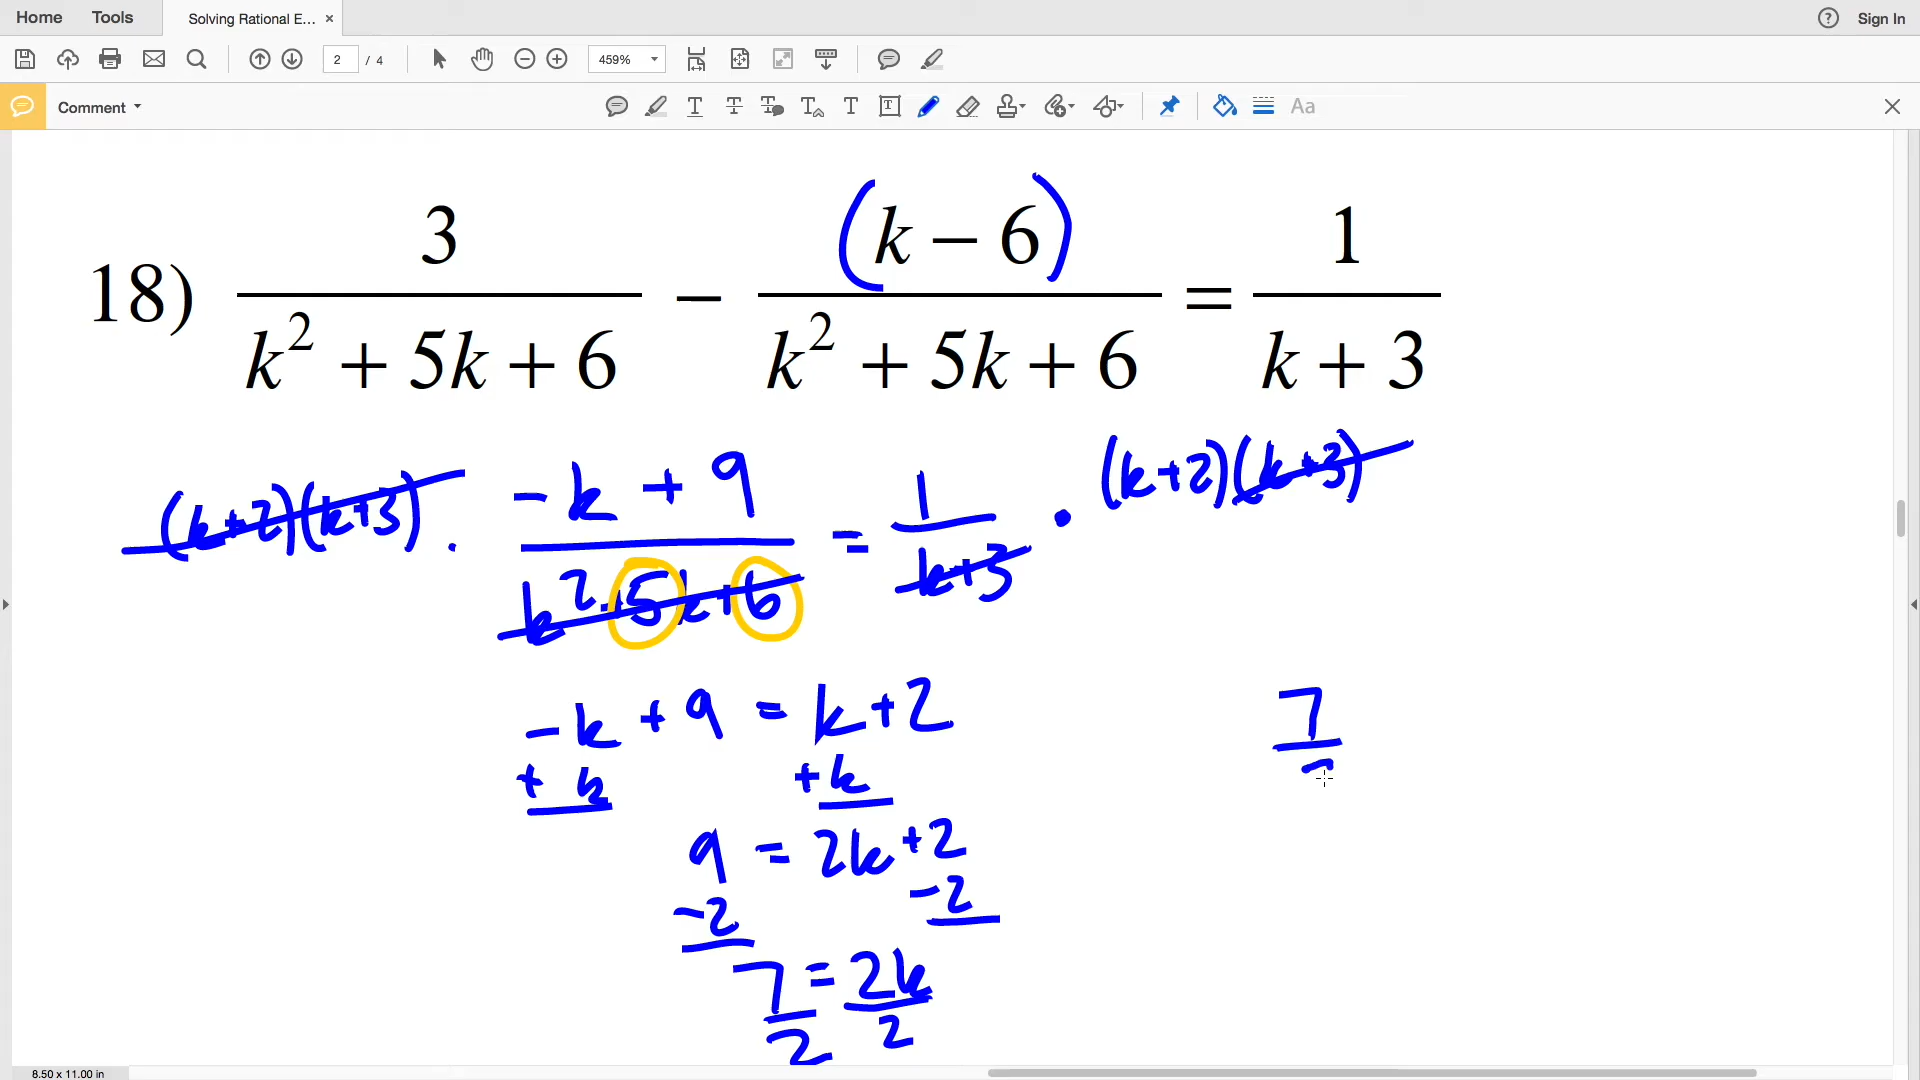 Home Tools Solving Rational E... × ? Sign In
2 / 4 459%
Comment Aa
18) 3/(k² + 5k + 6) − (k − 6)/(k² + 5k + 6) = 1/(k + 3)
(k+2)(k+3) · (-k + 9)/(k²+5k+6) = 1/(k+3) · (k+2)(k+3)
-k + 9 = k+2
+ k +k
9 = 2k+2
-2 -2
7/2 = 2k/2
7
8.50 x 11.00 in